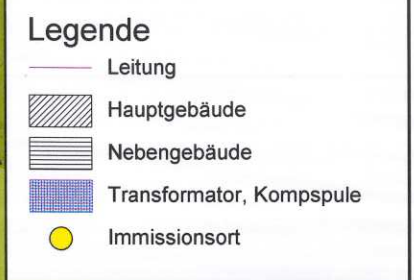 Legende
Leitung
Hauptgebäude
Nebengebäude
Transformator, Kompspule
Immissionsort